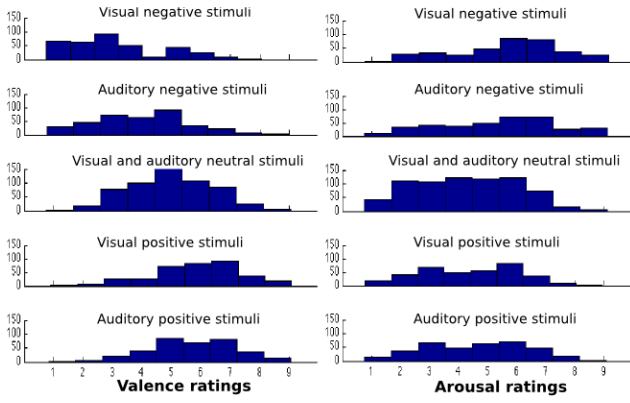 Visual negative stimuli
Visual negative stimuli
150
100
50
0
150
100
50
0
Auditory negative stimuli
Auditory negative stimuli
150
100
50
0
150
100
50
0
Visual and auditory neutral stimuli
Visual and auditory neutral stimuli
150
100
50
0
150
100
50
0
Visual positive stimuli
Visual positive stimuli
150
100
50
0
150
100
50
0
Auditory positive stimuli
Auditory positive stimuli
150
100
50
0
150
100
50
0
1 2 3 4 5 6 7 8 9
1 2 3 4 5 6 7 8 9
Valence ratings
Arousal ratings